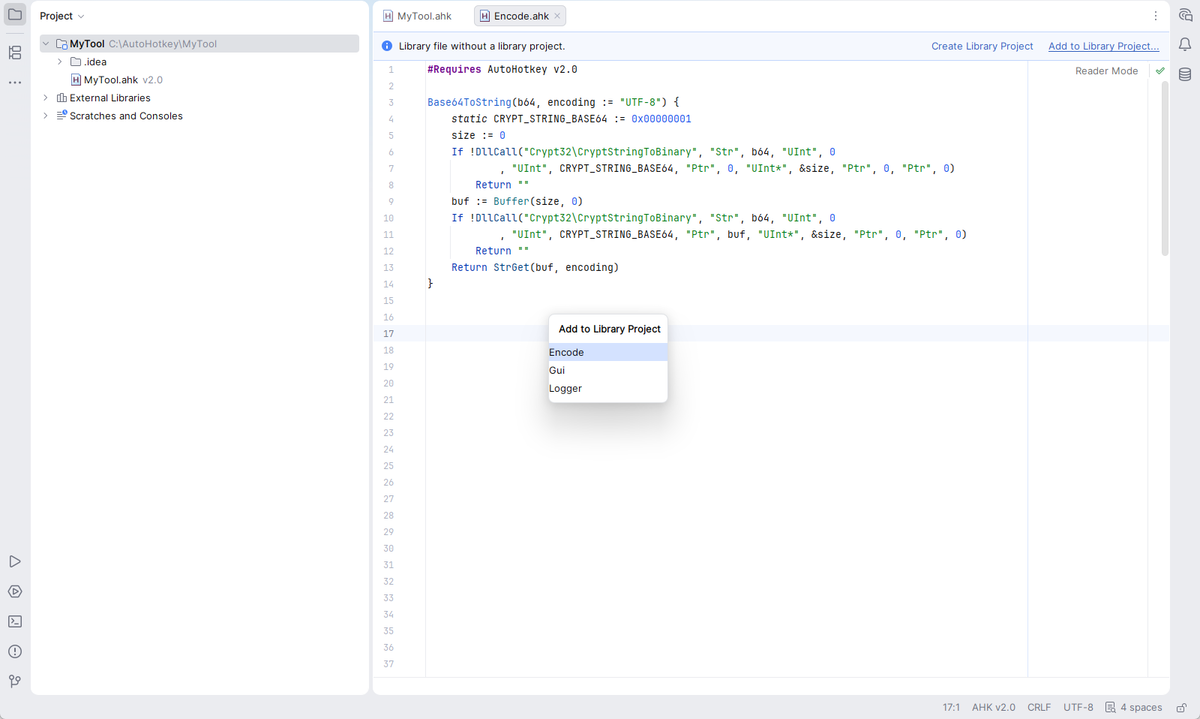 Project
MyTool C:\AutoHotkey\MyTool
.idea
MyTool.ahk v2.0
External Libraries
Scratches and Consoles
MyTool.ahk
Encode.ahk
Library file without a library project.
Create Library Project
Add to Library Project...
Reader Mode
1 #Requires AutoHotkey v2.0
2
3 Base64ToString(b64, encoding := "UTF-8") {
4 static CRYPT_STRING_BASE64 := 0x00000001
5 size := 0
6 If !DllCall("Crypt32\CryptStringToBinary", "Str", b64, "UInt", 0
7 , "UInt", CRYPT_STRING_BASE64, "Ptr", 0, "UInt*", &size, "Ptr", 0, "Ptr", 0)
8 Return ""
9 buf := Buffer(size, 0)
10 If !DllCall("Crypt32\CryptStringToBinary", "Str", b64, "UInt", 0
11 , "UInt", CRYPT_STRING_BASE64, "Ptr", buf, "UInt*", &size, "Ptr", 0, "Ptr", 0)
12 Return ""
13 Return StrGet(buf, encoding)
14 }
15
16
17
18
19
20
21
22
23
24
25
26
27
28
29
30
31
32
33
34
35
36
37
Add to Library Project
Encode
Gui
Logger
17:1 AHK v2.0 CRLF UTF-8 4 spaces